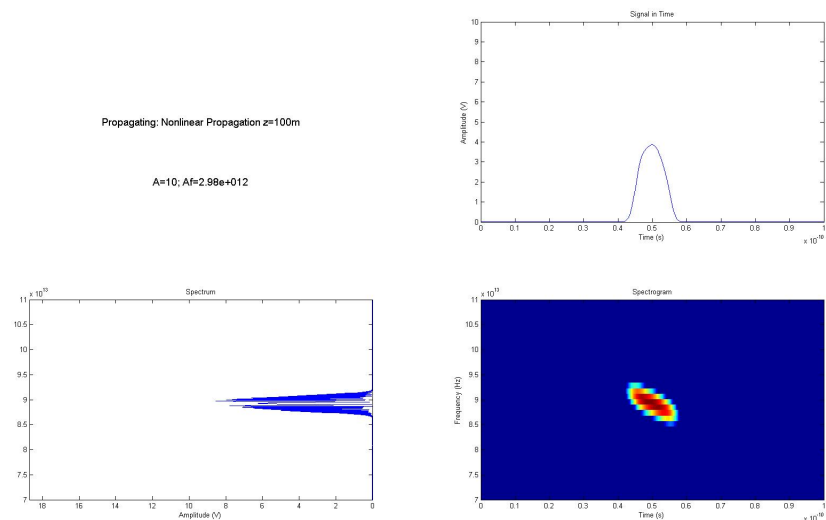 Propagating: Nonlinear Propagation z=100m
A=10; Af=2.98e+012
Signal in Time
Amplitude (V)
10
9
8
7
6
5
4
3
2
1
0
0 0.1 0.2 0.3 0.4 0.5 0.6 0.7 0.8 0.9 1
Time (s)
x 10^-10
Spectrum
x 10^13
11
10.5
10
9.5
9
8.5
8
7.5
7
18 16 14 12 10 8 6 4 2 0
Amplitude (V)
Spectrogram
x 10^13
Frequency (Hz)
11
10.5
10
9.5
9
8.5
8
7.5
7
0 0.1 0.2 0.3 0.4 0.5 0.6 0.7 0.8 0.9 1
Time (s)
x 10^-10